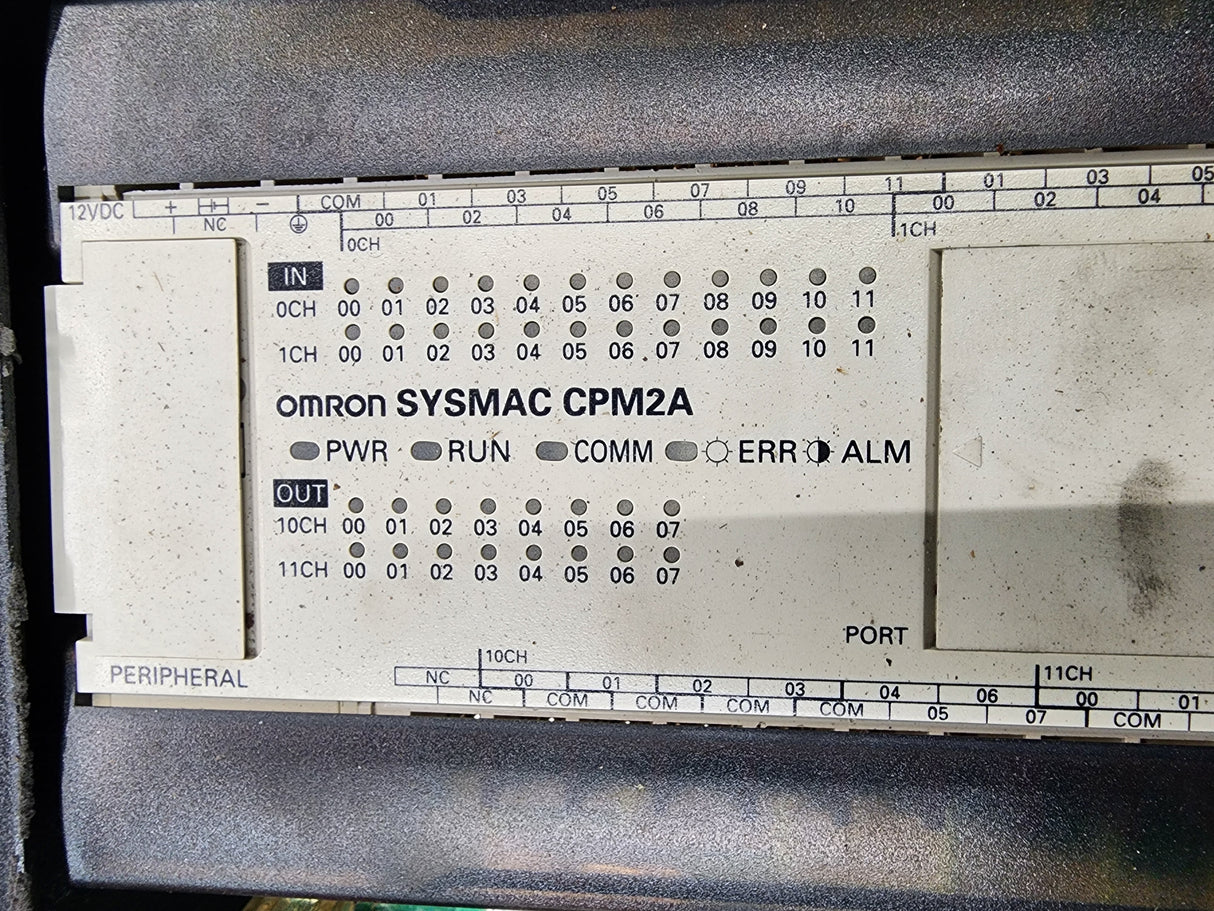 COM 01 03 05 07 09 11 01 03 05
12VDC + − 00 02 04 06 08 10 00 02 04
NC
0CH 1CH
IN
0CH 00 01 02 03 04 05 06 07 08 09 10 11
1CH 00 01 02 03 04 05 06 07 08 09 10 11
omron SYSMAC CPM2A
PWR RUN COMM ERR ALM
OUT
10CH 00 01 02 03 04 05 06 07
11CH 00 01 02 03 04 05 06 07
PORT
PERIPHERAL
10CH 11CH
NC 00 01 02 03 04 06 00 01
NC COM COM COM COM 05 07 COM